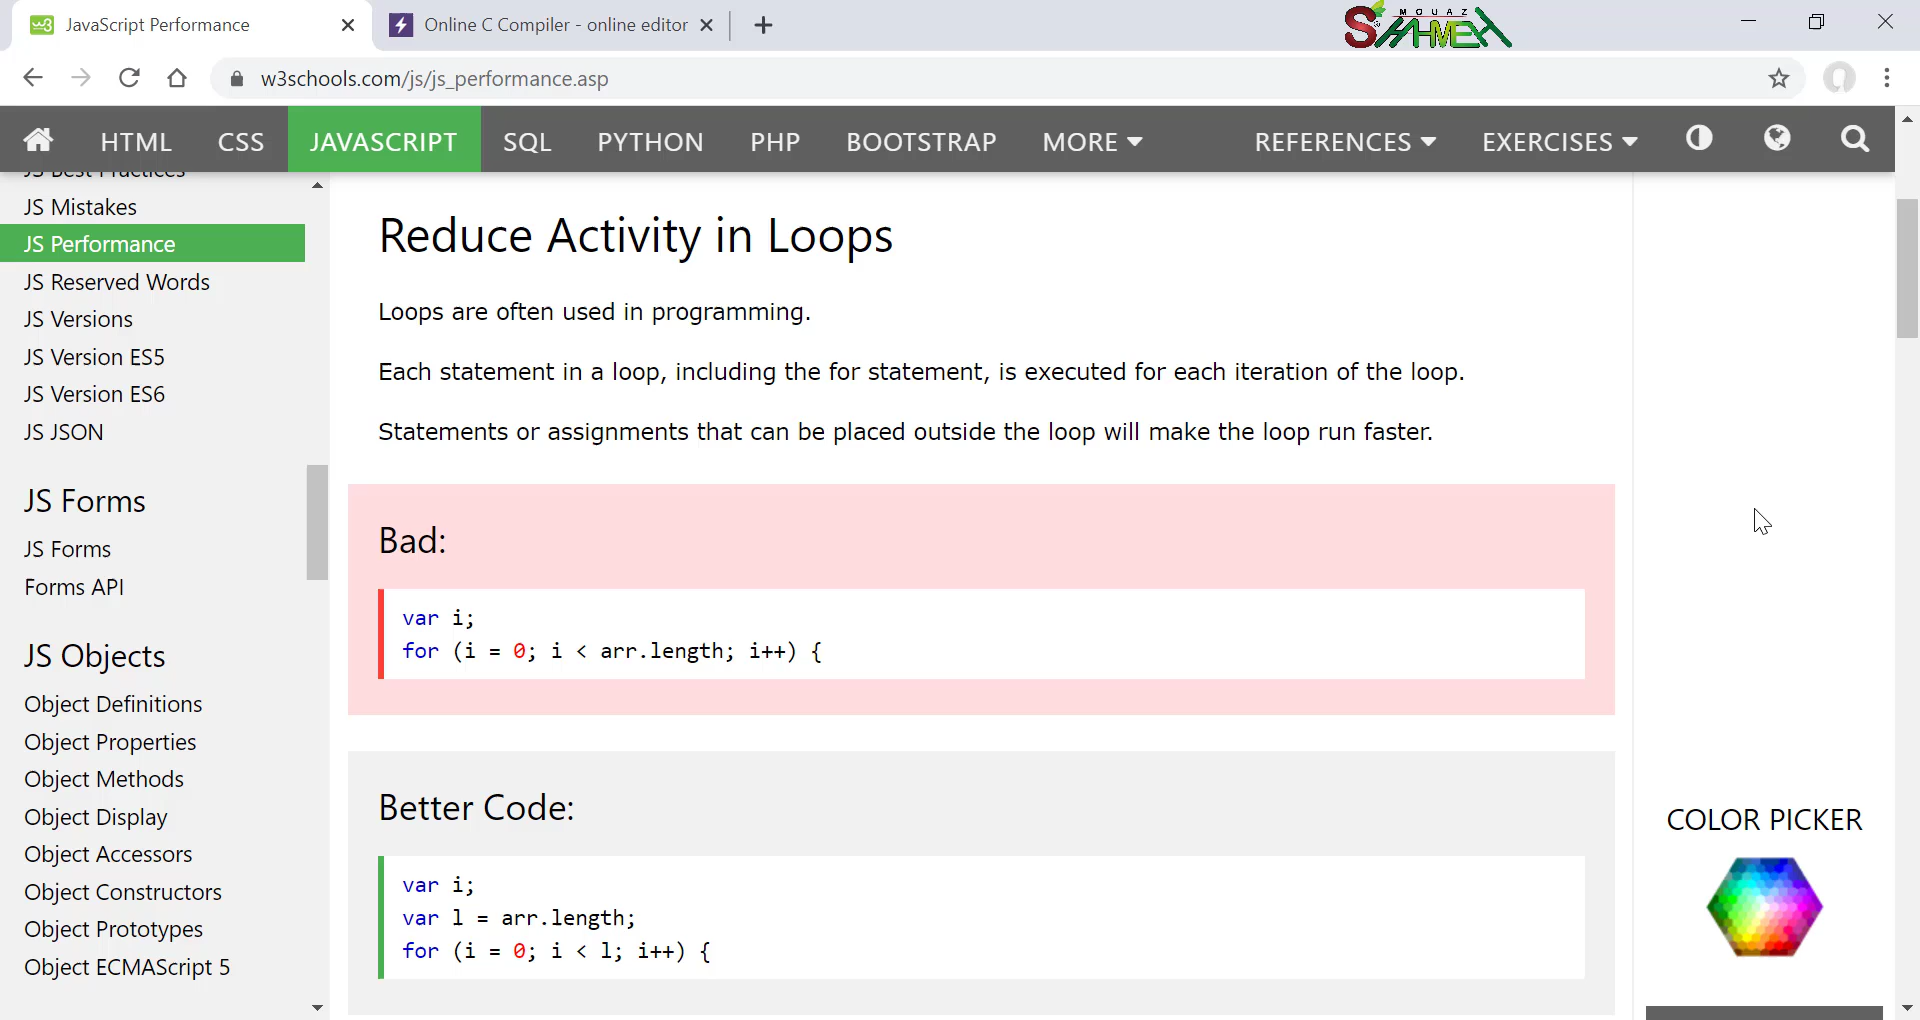 JavaScript Performance
Online C Compiler - online editor
MOUAZ
SHAHMEX
w3schools.com/js/js_performance.asp
HTML
CSS
JAVASCRIPT
SQL
PYTHON
PHP
BOOTSTRAP
MORE
REFERENCES
EXERCISES
JS Best Practices
JS Mistakes
JS Performance
JS Reserved Words
JS Versions
JS Version ES5
JS Version ES6
JS JSON
JS Forms
JS Forms
Forms API
JS Objects
Object Definitions
Object Properties
Object Methods
Object Display
Object Accessors
Object Constructors
Object Prototypes
Object ECMAScript 5
Reduce Activity in Loops
Loops are often used in programming.
Each statement in a loop, including the for statement, is executed for each iteration of the loop.
Statements or assignments that can be placed outside the loop will make the loop run faster.
Bad:
var i;
for (i = 0; i < arr.length; i++) {
Better Code:
var i;
var l = arr.length;
for (i = 0; i < l; i++) {
COLOR PICKER